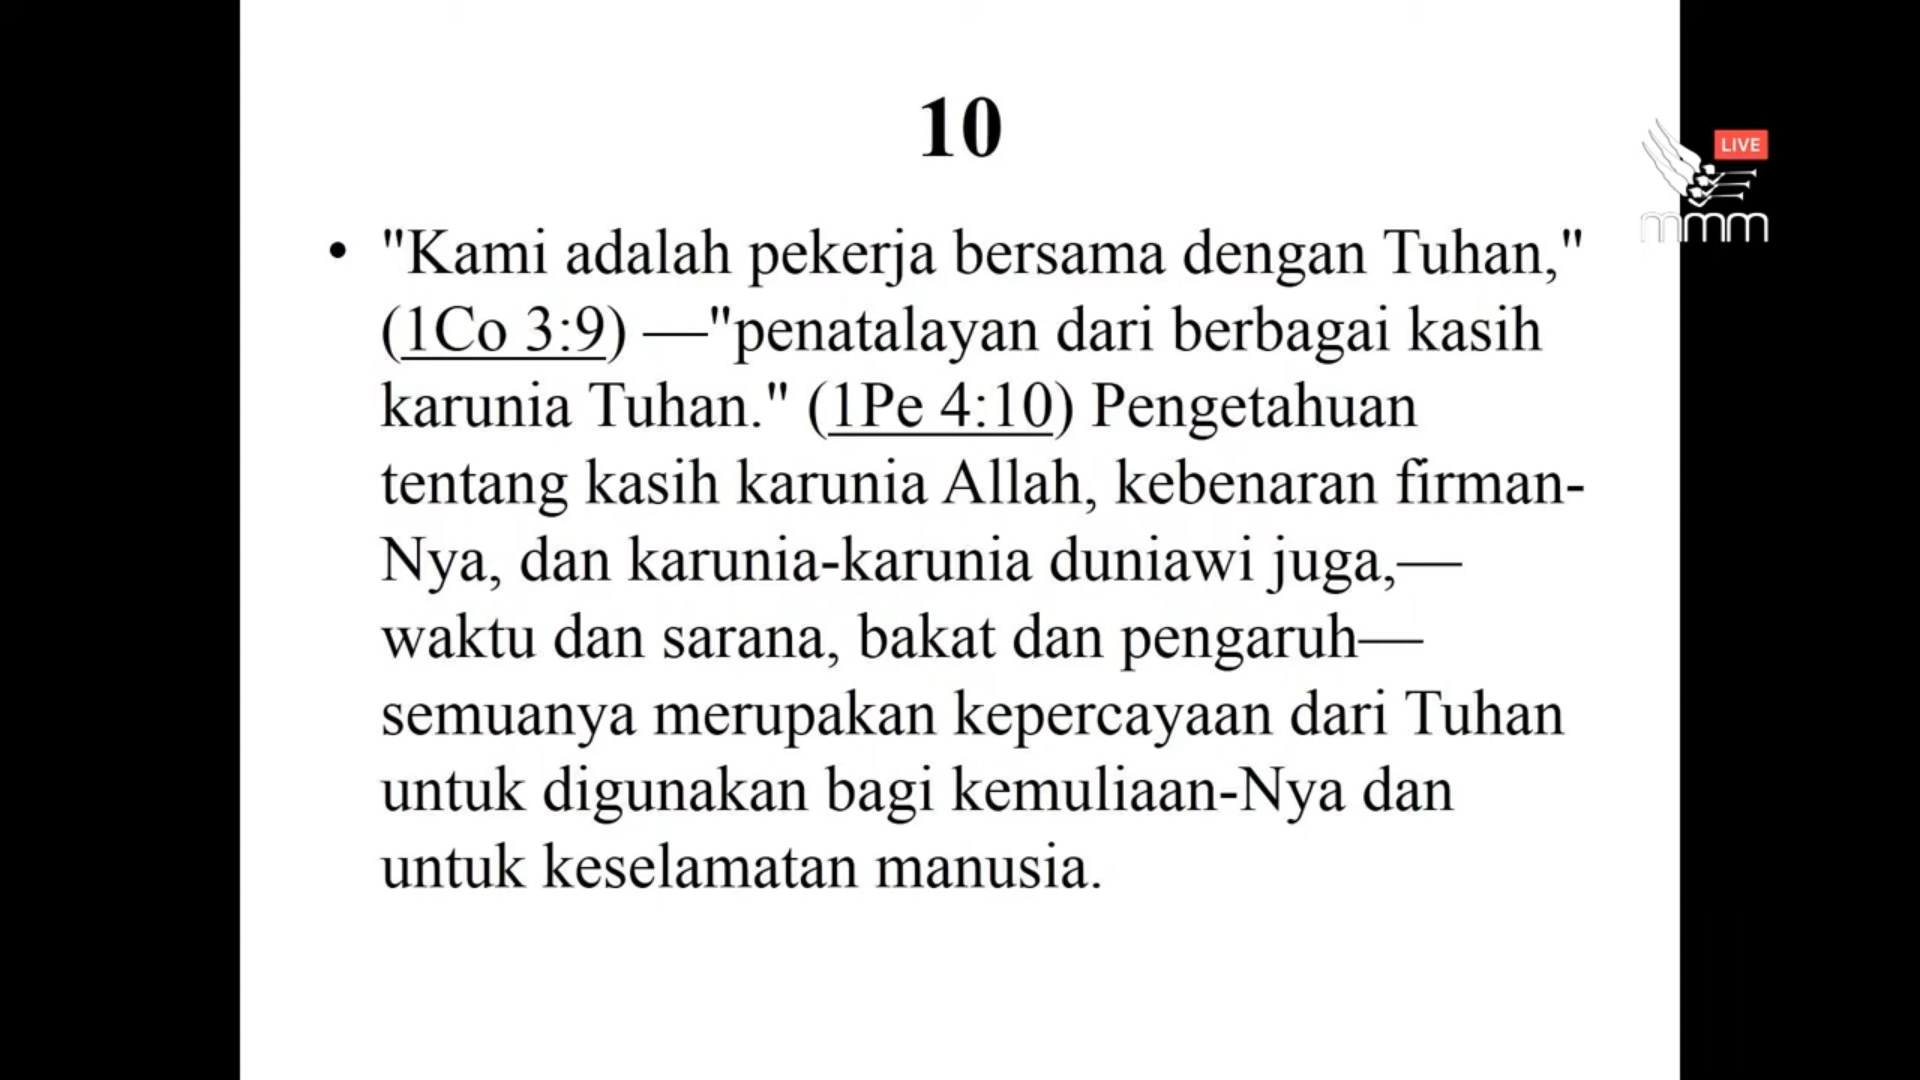 10
LIVE
mmm
• "Kami adalah pekerja bersama dengan Tuhan,"
(1Co 3:9) —"penatalayan dari berbagai kasih
karunia Tuhan." (1Pe 4:10) Pengetahuan
tentang kasih karunia Allah, kebenaran firman-
Nya, dan karunia-karunia duniawi juga,—
waktu dan sarana, bakat dan pengaruh—
semuanya merupakan kepercayaan dari Tuhan
untuk digunakan bagi kemuliaan-Nya dan
untuk keselamatan manusia.